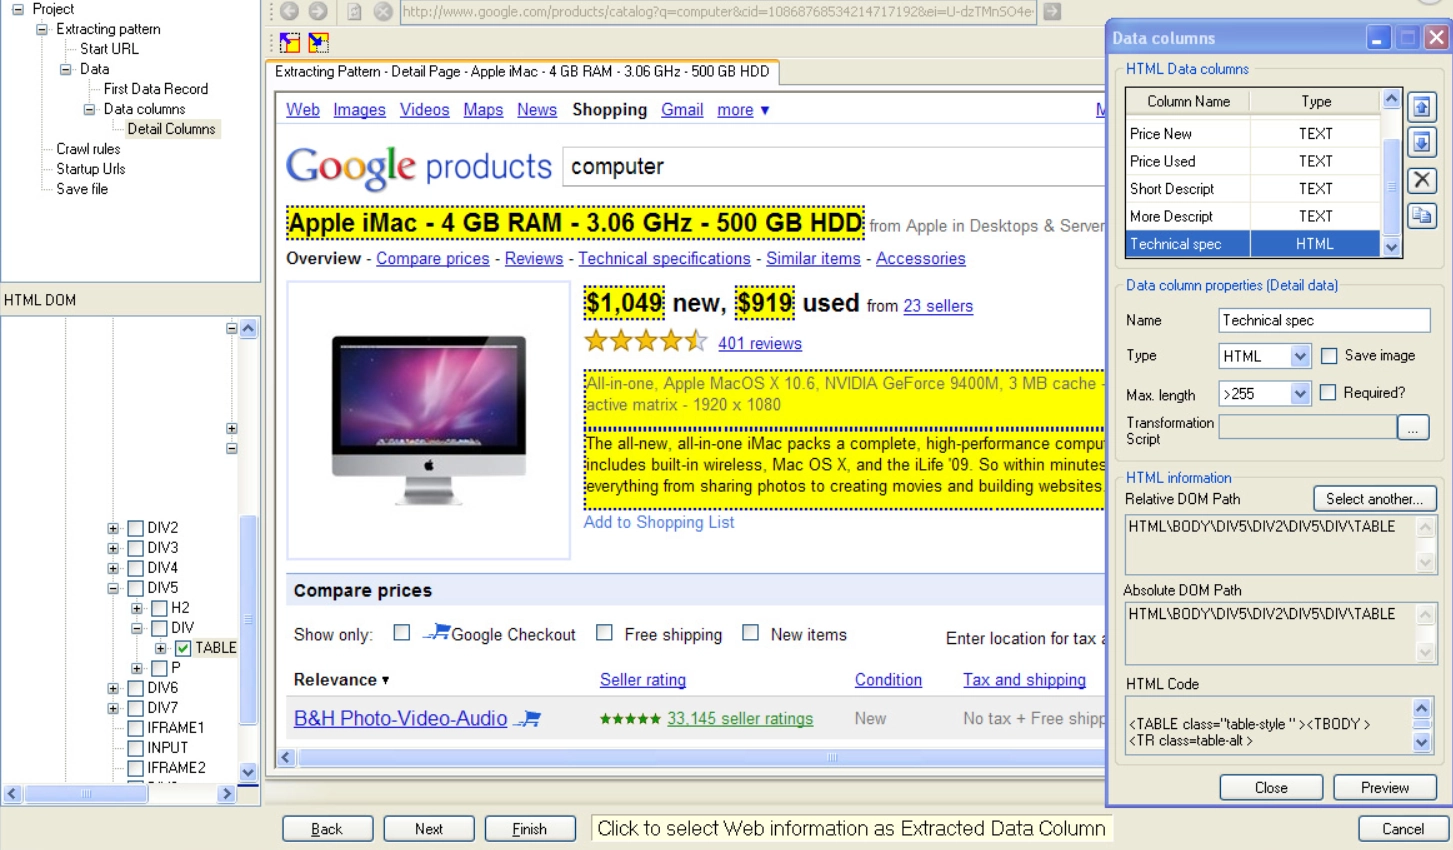 Project
Extracting pattern
Start URL
Data
First Data Record
Data columns
Detail Columns
Crawl rules
Startup Urls
Save file
HTML DOM
DIV2
DIV3
DIV4
DIV5
H2
DIV
TABLE
P
DIV6
DIV7
IFRAME1
INPUT
IFRAME2
http://www.google.com/products/catalog?q=computer&cid=10868768534214717192&ei=U-dzTMnSO4e
Extracting Pattern - Detail Page - Apple iMac - 4 GB RAM - 3.06 GHz - 500 GB HDD
Web Images Videos Maps News Shopping Gmail more ▼ M
Google products computer
Apple iMac - 4 GB RAM - 3.06 GHz - 500 GB HDD from Apple in Desktops & Server
Overview - Compare prices - Reviews - Technical specifications - Similar items - Accessories
$1,049 new, $919 used from 23 sellers
401 reviews
All-in-one, Apple MacOS X 10.6, NVIDIA GeForce 9400M, 3 MB cache -
active matrix - 1920 x 1080
The all-new, all-in-one iMac packs a complete, high-performance compu
includes built-in wireless, Mac OS X, and the iLife '09. So within minutes
everything from sharing photos to creating movies and building websites.
Add to Shopping List
Compare prices
Show only: Google Checkout Free shipping New items Enter location for tax a
Relevance ▾ Seller rating Condition Tax and shipping
B&H Photo-Video-Audio ★★★★★ 33,145 seller ratings New No tax + Free shipp
Back Next Finish Click to select Web information as Extracted Data Column
Data columns
HTML Data columns
Column Name Type
Price New TEXT
Price Used TEXT
Short Descript TEXT
More Descript TEXT
Technical spec HTML
Data column properties (Detail data)
Name Technical spec
Type HTML Save image
Max. length >255 Required?
Transformation
Script ...
HTML information
Relative DOM Path Select another...
HTML\BODY\DIV5\DIV2\DIV5\DIV\TABLE
Absolute DOM Path
HTML\BODY\DIV5\DIV2\DIV5\DIV\TABLE
HTML Code
<TABLE class="table-style " ><TBODY >
<TR class=table-alt >
Close Preview
Cancel